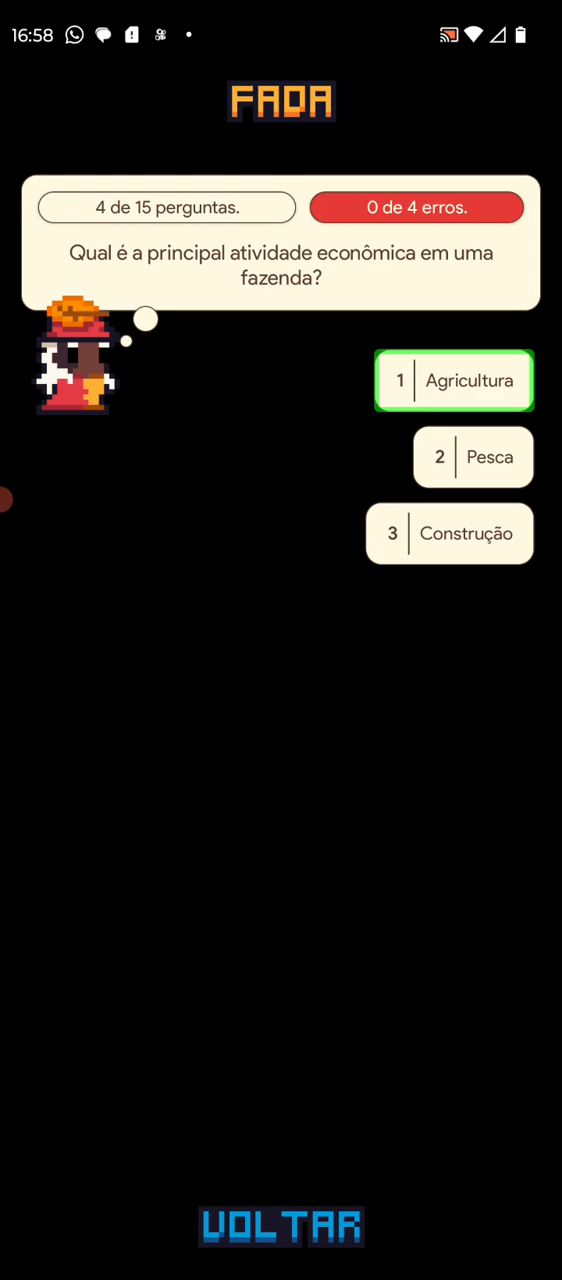 16:58
FAQA
4 de 15 perguntas.
0 de 4 erros.
Qual é a principal atividade econômica em uma
fazenda?
1 Agricultura
2 Pesca
3 Construção
VOLTAR